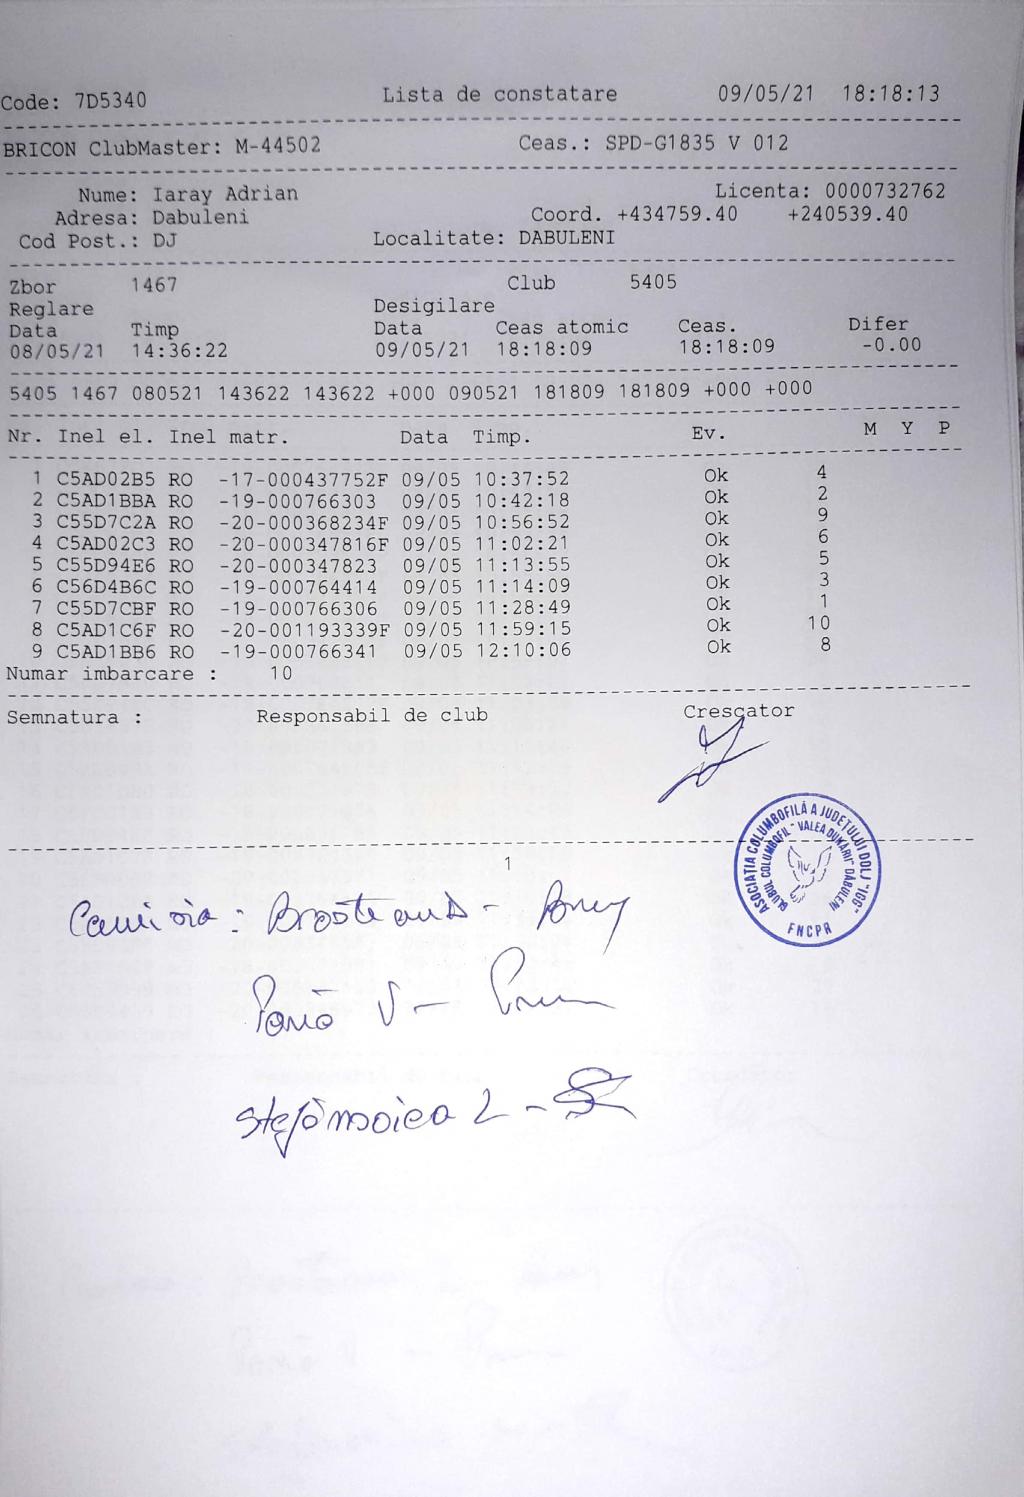 Code: 7D5340 Lista de constatare 09/05/21 18:18:13
BRICON ClubMaster: M-44502 Ceas.: SPD-G1835 V 012
Nume: Iaray Adrian Licenta: 0000732762
Adresa: Dabuleni Coord. +434759.40 +240539.40
Cod Post.: DJ Localitate: DABULENI
Zbor 1467 Club 5405
Reglare Desigilare
Data Timp Data Ceas atomic Ceas. Difer
08/05/21 14:36:22 09/05/21 18:18:09 18:18:09 -0.00
5405 1467 080521 143622 143622 +000 090521 181809 181809 +000 +000
Nr. Inel el. Inel matr. Data Timp. Ev. M Y P
1 C5AD02B5 RO -17-000437752F 09/05 10:37:52 Ok 4
2 C5AD1BBA RO -19-000766303 09/05 10:42:18 Ok 2
3 C55D7C2A RO -20-000368234F 09/05 10:56:52 Ok 9
4 C5AD02C3 RO -20-000347816F 09/05 11:02:21 Ok 6
5 C55D94E6 RO -20-000347823 09/05 11:13:55 Ok 5
6 C56D4B6C RO -19-000764414 09/05 11:14:09 Ok 3
7 C55D7CBF RO -19-000766306 09/05 11:28:49 Ok 1
8 C5AD1C6F RO -20-001193339F 09/05 11:59:15 Ok 10
9 C5AD1BB6 RO -19-000766341 09/05 12:10:06 Ok 8
Numar imbarcare : 10
Semnatura : Responsabil de club Crescator
ASOCIATIA COLUMBOFILĂ A JUDEȚULUI DOLJ "IGG"
CLUBUL COLUMBOFIL "VALEA DUNĂRII" DĂBULENI
FNCPR
1